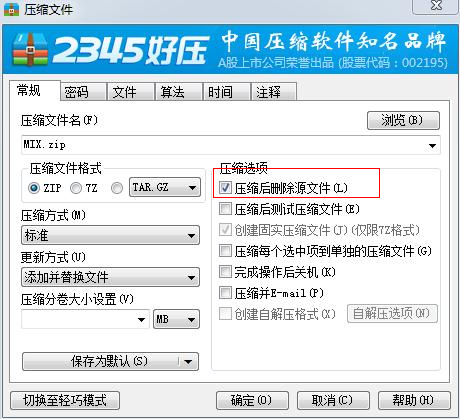 压缩文件
2345好压
中国压缩软件知名品牌
A股上市公司荣誉出品 (股票代码：002195)
常规 密码 文件 算法 时间 注释
压缩文件名(F)
浏览(B)
MIX.zip
压缩文件格式
ZIP 7Z TAR.GZ
压缩方式(M)
标准
更新方式(U)
添加并替换文件
压缩分卷大小设置(V)
MB
保存为默认(S)
压缩选项
压缩后删除源文件(L)
压缩后测试压缩文件(E)
创建固实压缩文件(T)(仅限7Z格式)
压缩每个选中项到单独的压缩文件(G)
完成操作后关机(K)
压缩并E-mail(P)
创建自解压格式(X) 自解压选项(N)
切换至轻巧模式 确定(O) 取消(C) 帮助(H)